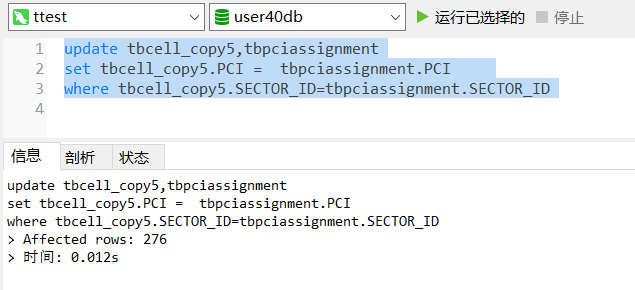 ttest user40db 运行已选择的 停止
1 update tbcell_copy5,tbpciassignment
2 set tbcell_copy5.PCI =  tbpciassignment.PCI
3 where tbcell_copy5.SECTOR_ID=tbpciassignment.SECTOR_ID
4
信息 剖析 状态
update tbcell_copy5,tbpciassignment
set tbcell_copy5.PCI =  tbpciassignment.PCI
where tbcell_copy5.SECTOR_ID=tbpciassignment.SECTOR_ID
> Affected rows: 276
> 时间: 0.012s